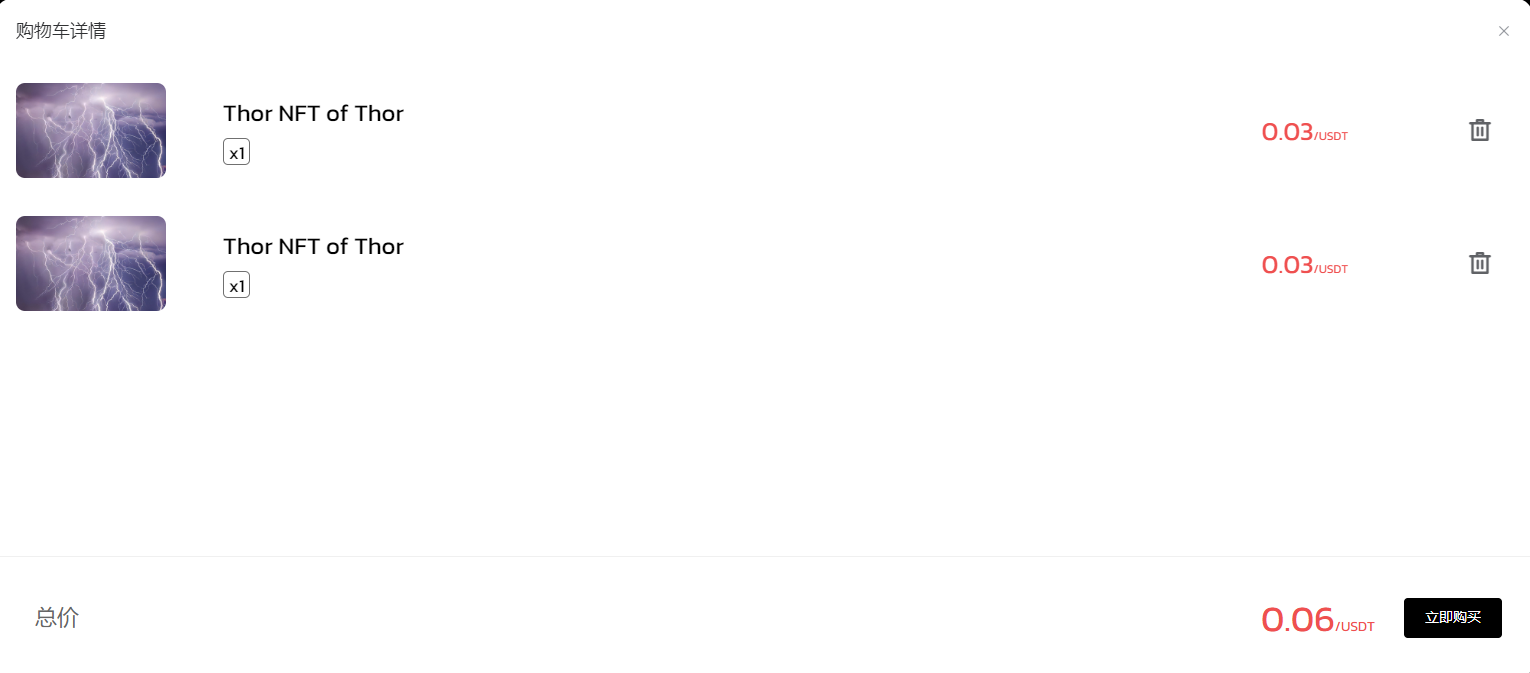 购物车详情
Thor NFT of Thor
x1
0.03/USDT
Thor NFT of Thor
x1
0.03/USDT
总价
0.06/USDT
立即购买